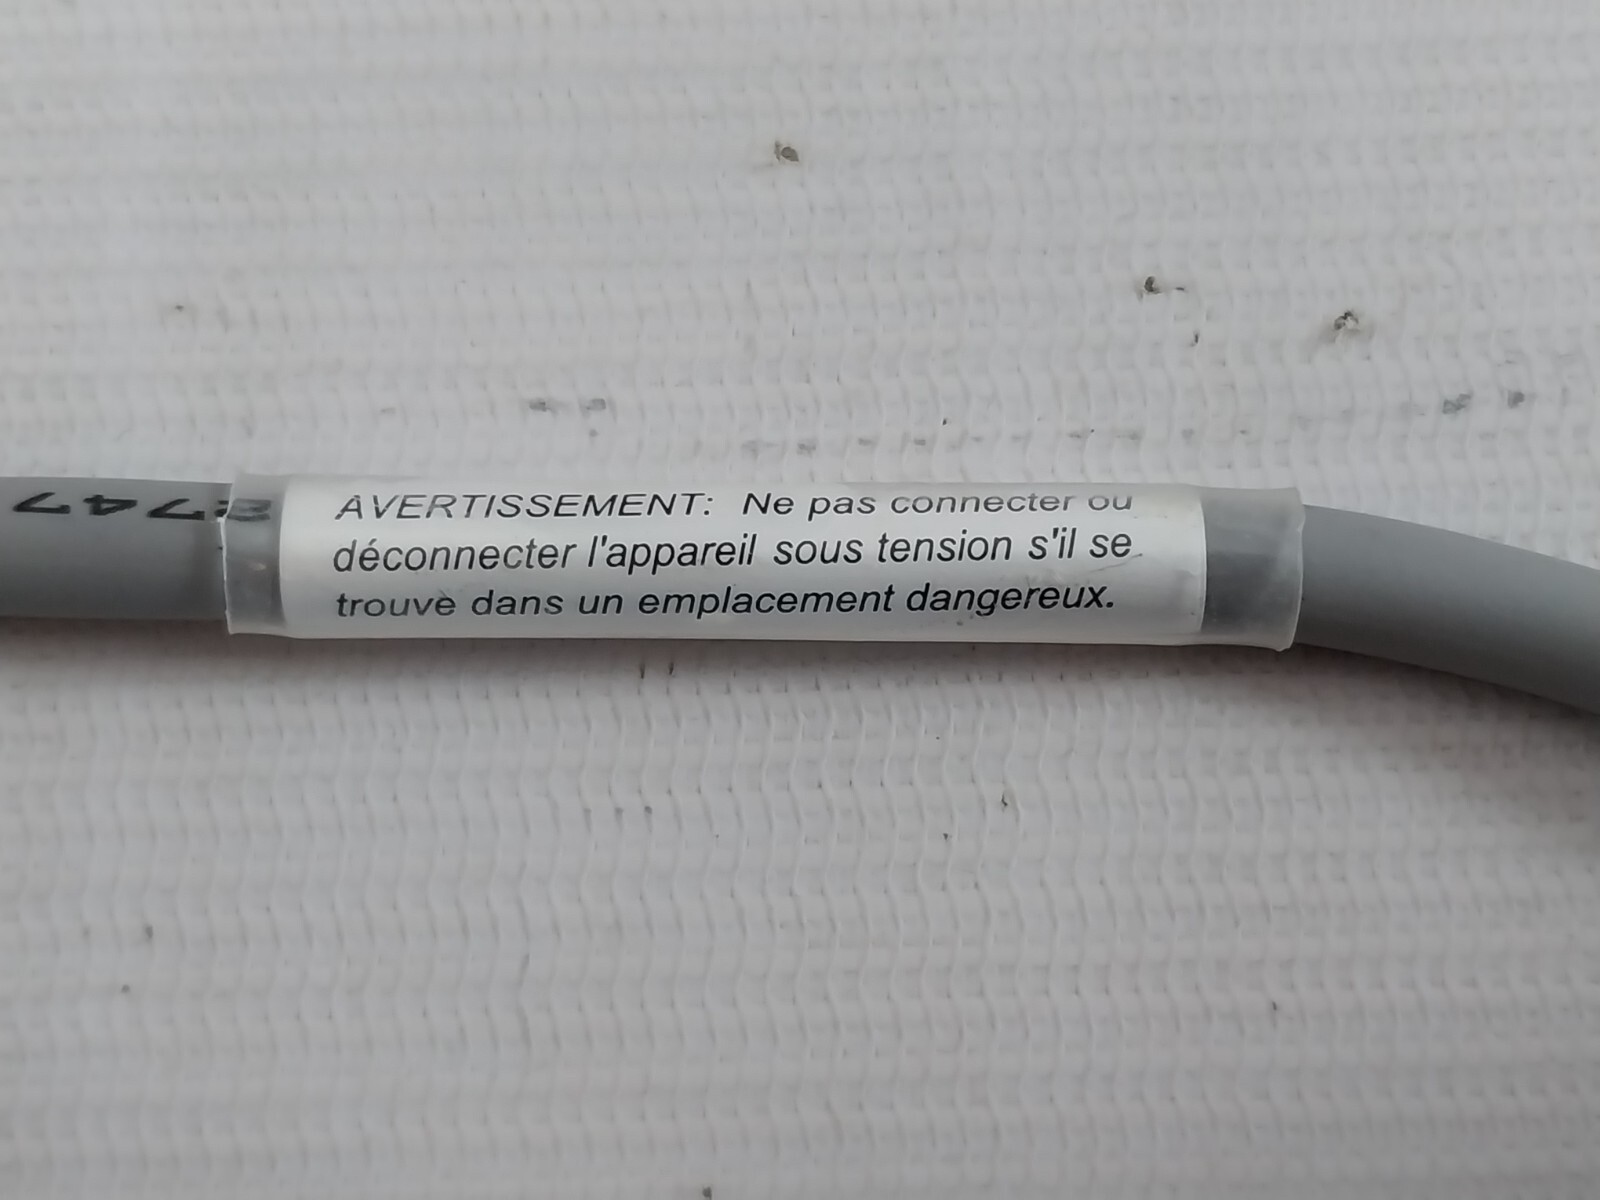 AVERTISSEMENT: Ne pas connecter ou
déconnecter l'appareil sous tension s'il se
trouve dans un emplacement dangereux.